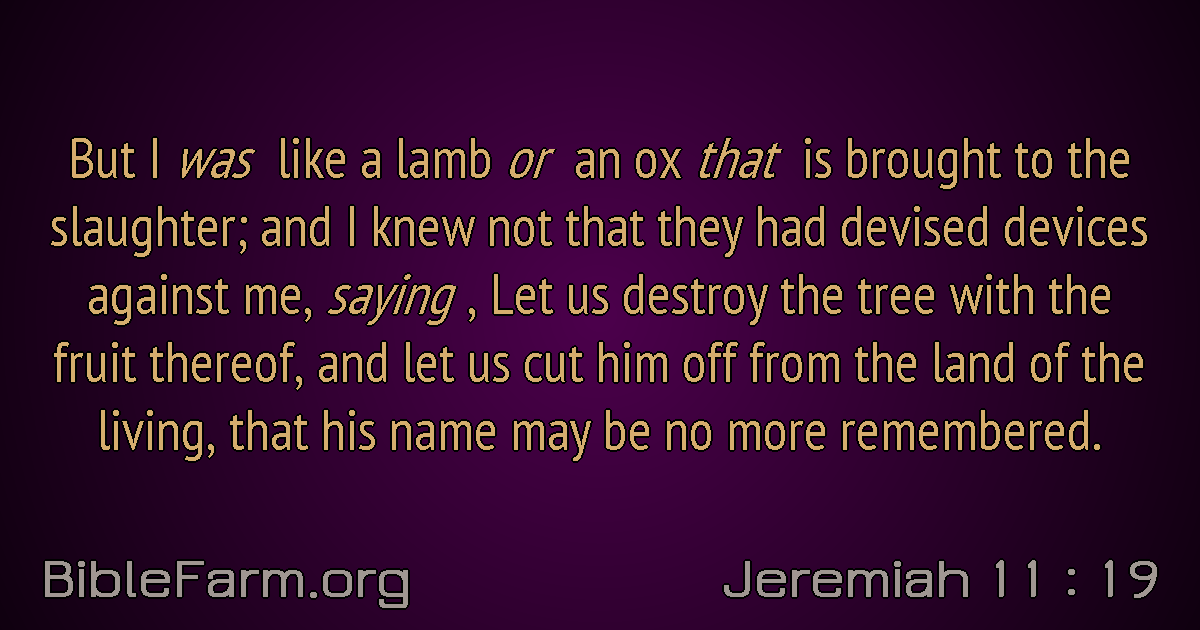 But I was like a lamb or an ox that is brought to the
slaughter; and I knew not that they had devised devices
against me, saying , Let us destroy the tree with the
fruit thereof, and let us cut him off from the land of the
living, that his name may be no more remembered.
BibleFarm.org
Jeremiah 11 : 19